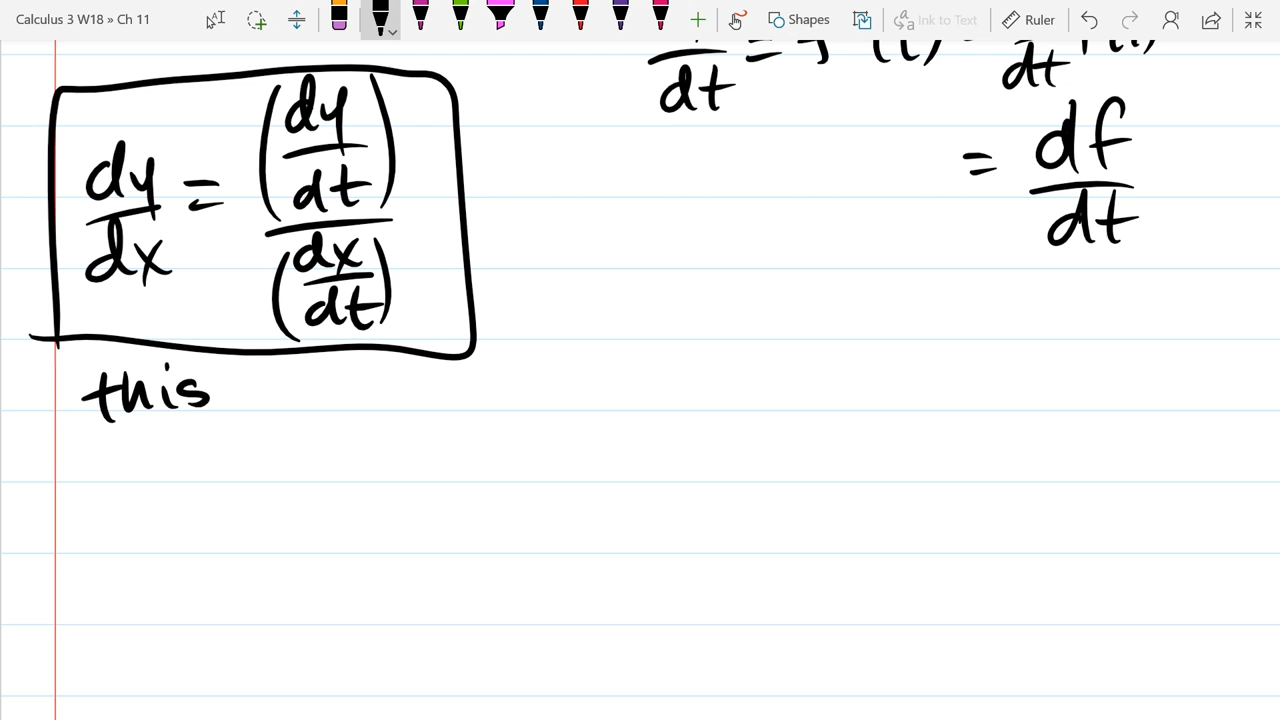 Calculus 3 W18 » Ch 11
Shapes
Ink to Text
Ruler
dt
dt
dy/dx = (dy/dt)/(dx/dt)
= df/dt
this